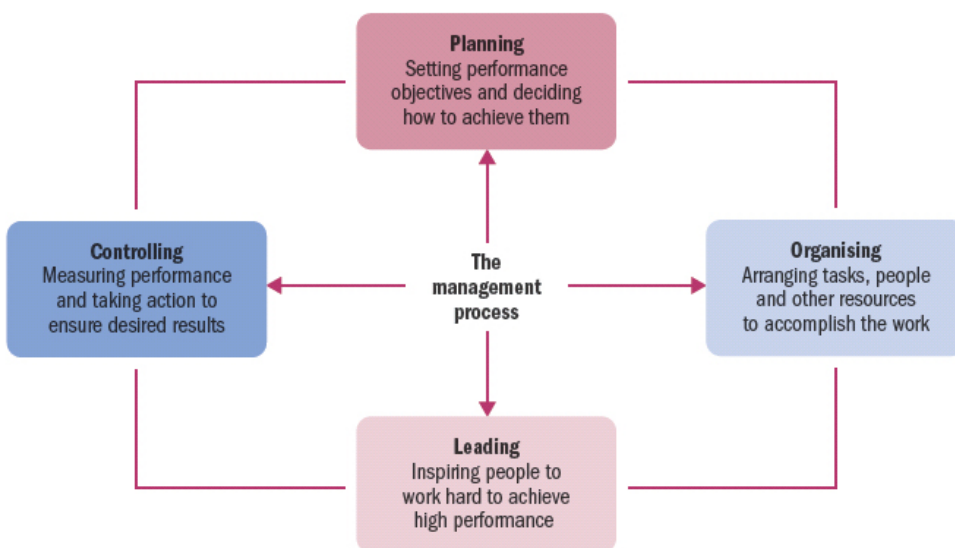 Planning
Setting performance
objectives and deciding
how to achieve them
Controlling
Measuring performance
and taking action to
ensure desired results
The
management
process
Organising
Arranging tasks, people
and other resources
to accomplish the work
Leading
Inspiring people to
work hard to achieve
high performance